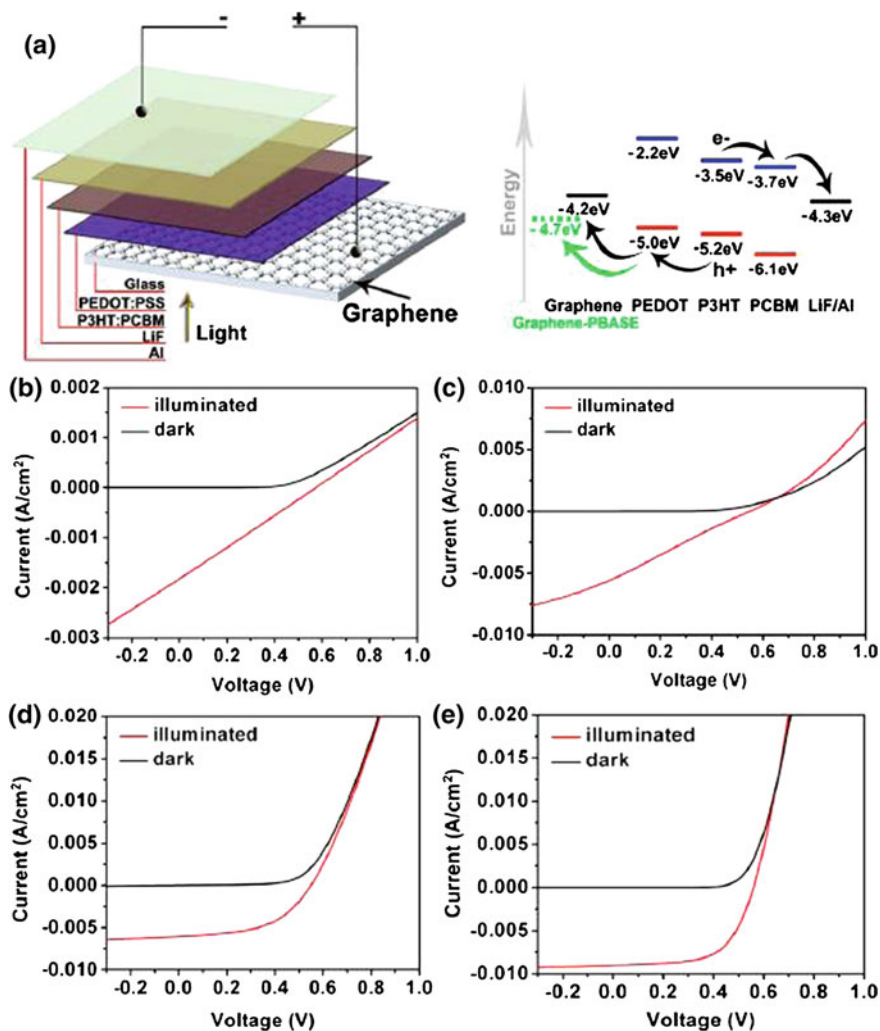 (a)
- +
Glass
PEDOT:PSS
P3HT:PCBM
LiF
Al
Light
Graphene
Energy
e-
-2.2eV
-3.5eV
-3.7eV
-4.2eV
-4.3eV
-4.7eV
-5.0eV
-5.2eV
h+
-6.1eV
Graphene PEDOT P3HT PCBM LiF/Al
Graphene-PBASE
(b)
illuminated
dark
0.002
0.001
0.000
-0.001
-0.002
-0.003
Current (A/cm²)
-0.2 0.0 0.2 0.4 0.6 0.8 1.0
Voltage (V)
(c)
illuminated
dark
0.010
0.005
0.000
-0.005
-0.010
Current (A/cm²)
-0.2 0.0 0.2 0.4 0.6 0.8 1.0
Voltage (V)
(d)
illuminated
dark
0.020
0.015
0.010
0.005
0.000
-0.005
-0.010
Current (A/cm²)
-0.2 0.0 0.2 0.4 0.6 0.8 1.0
Voltage (V)
(e)
illuminated
dark
0.020
0.015
0.010
0.005
0.000
-0.005
-0.010
Current (A/cm²)
-0.2 0.0 0.2 0.4 0.6 0.8 1.0
Voltage (V)